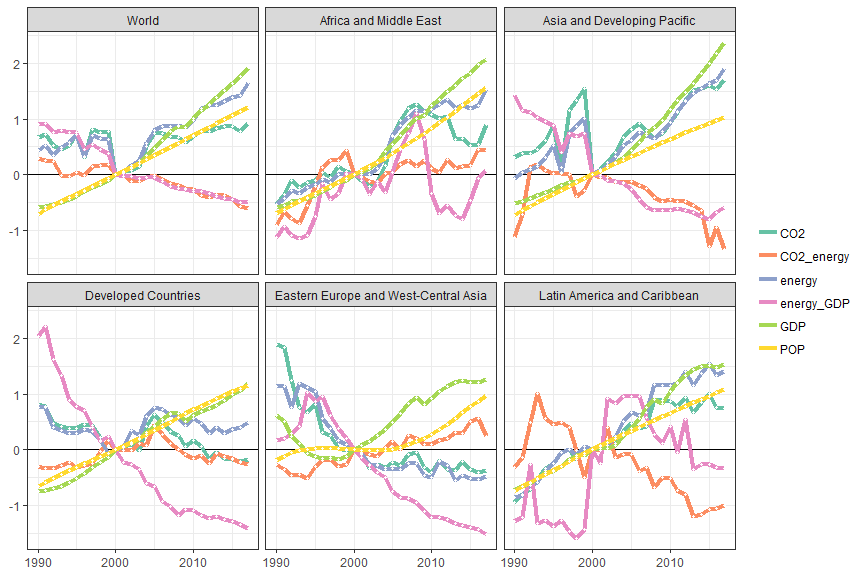 World
Africa and Middle East
Asia and Developing Pacific
2
1
0
-1
CO2
CO2_energy
energy
energy_GDP
GDP
POP
Developed Countries
Eastern Europe and West-Central Asia
Latin America and Caribbean
2
1
0
-1
1990 2000 2010
1990 2000 2010
1990 2000 2010